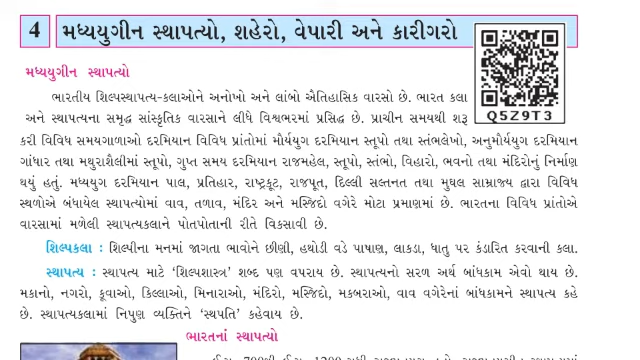 4
મધ્યયુગીન સ્થાપત્યો, શહેરો, વેપારી અને કારીગરો
Q5Z9T3
મધ્યયુગીન સ્થાપત્યો
ભારતીય શિલ્પસ્થાપત્ય-કલાઓને અનોખો અને લાંબો ઐતિહાસિક વારસો છે. ભારત કલા
અને સ્થાપત્યના સમૃદ્ધ સાંસ્કૃતિક વારસાને લીધે વિશ્વભરમાં પ્રસિદ્ધ છે. પ્રાચીન સમયથી શરૂ
કરી વિવિધ સમયગાળાઓ દરમિયાન વિવિધ પ્રાંતોમાં મૌર્યયુગ સ્તૂપો તથા સ્તંભલેખો, અનુમૌર્યયુગ દરમિયાન
ગાંધાર તથા મથુરાશૈલીમાં સ્તૂપો, ગુપ્ત સમય દરમિયાન રાજમહેલ, સ્તૂપો, સ્તંભો, વિહારો, ભવનો તથા મંદિરોનું નિર્માણ
થયું હતું. મધ્યયુગ દરમિયાન પાલ, પ્રતિહાર, રાષ્ટ્રકૂટ, રાજપૂત, દિલ્લી સલ્તનત તથા મુઘલ સામ્રાજ્ય દ્વારા વિવિધ
સ્થળોએ બંધાયેલ સ્થાપત્યોમાં વાવ, તળાવ, મંદિર અને મસ્જિદો વગેરે મોટા પ્રમાણમાં છે. ભારતના વિવિધ પ્રાંતોએ
વારસામાં મળેલી સ્થાપત્યકલાને પોતપોતાની રીતે વિકસાવી છે.
શિલ્પકલા : શિલ્પીના મનમાં જાગતા ભાવોને છીણી, હથોડી વડે પાષાણ, લાકડા, ધાતુ પર કંડારિત કરવાની કલા.
સ્થાપત્ય : સ્થાપત્ય માટે ‘શિલ્પશાસ્ત્ર’ શબ્દ પણ વપરાય છે. સ્થાપત્યનો સરળ અર્થ બાંધકામ એવો થાય છે.
મકાનો, નગરો, કૂવાઓ, કિલ્લાઓ, મિનારાઓ, મંદિરો, મસ્જિદો, મકબરાઓ, વાવ વગેરેનાં બાંધકામને સ્થાપત્ય કહે
છે. સ્થાપત્યકલામાં નિપુણ વ્યક્તિને ‘સ્થપતિ’ કહેવાય છે.
ભારતનાં સ્થાપત્યો